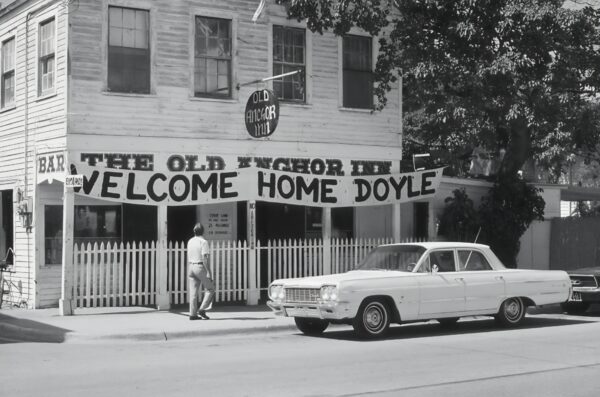 OLD
ANCHOR
INN
BAR
THE OLD ANCHOR INN
WELCOME HOME DOYLE